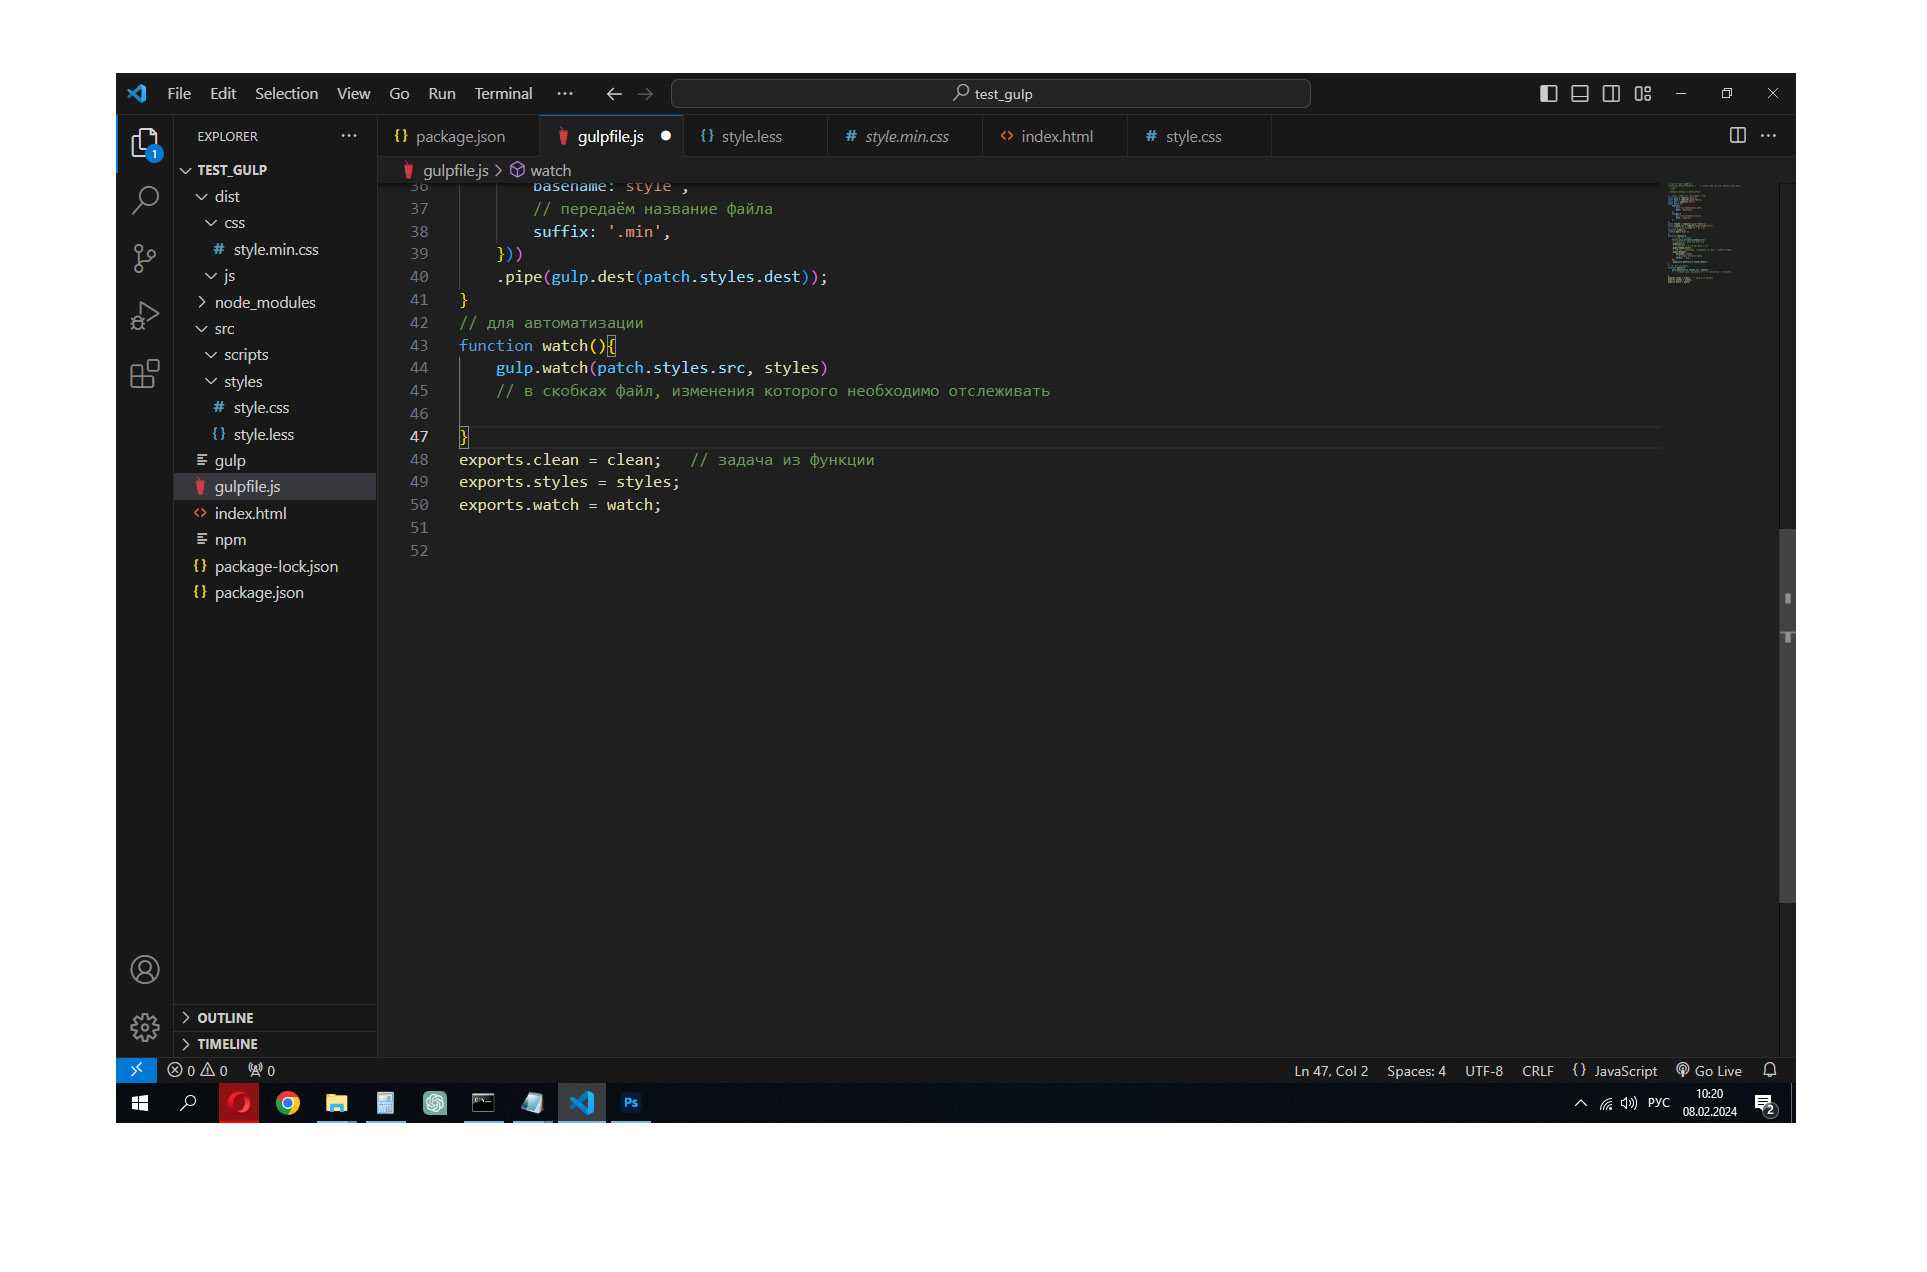 File Edit Selection View Go Run Terminal ··· test_gulp
EXPLORER ···
package.json gulpfile.js style.less style.min.css index.html style.css
gulpfile.js > watch
1
TEST_GULP
dist
css
style.min.css
js
node_modules
src
scripts
styles
style.css
style.less
gulp
gulpfile.js
index.html
npm
package-lock.json
package.json
OUTLINE
TIMELINE
36 basename: 'style',
37 // передаём название файла
38 suffix: '.min',
39 }))
40 .pipe(gulp.dest(patch.styles.dest));
41 }
42 // для автоматизации
43 function watch(){
44 gulp.watch(patch.styles.src, styles)
45 // в скобках файл, изменения которого необходимо отслеживать
46
47 }
48 exports.clean = clean; // задача из функции
49 exports.styles = styles;
50 exports.watch = watch;
51
52
0 0 0 Ln 47, Col 2 Spaces: 4 UTF-8 CRLF {} JavaScript Go Live
Ps РУС 10:20
08.02.2024 2